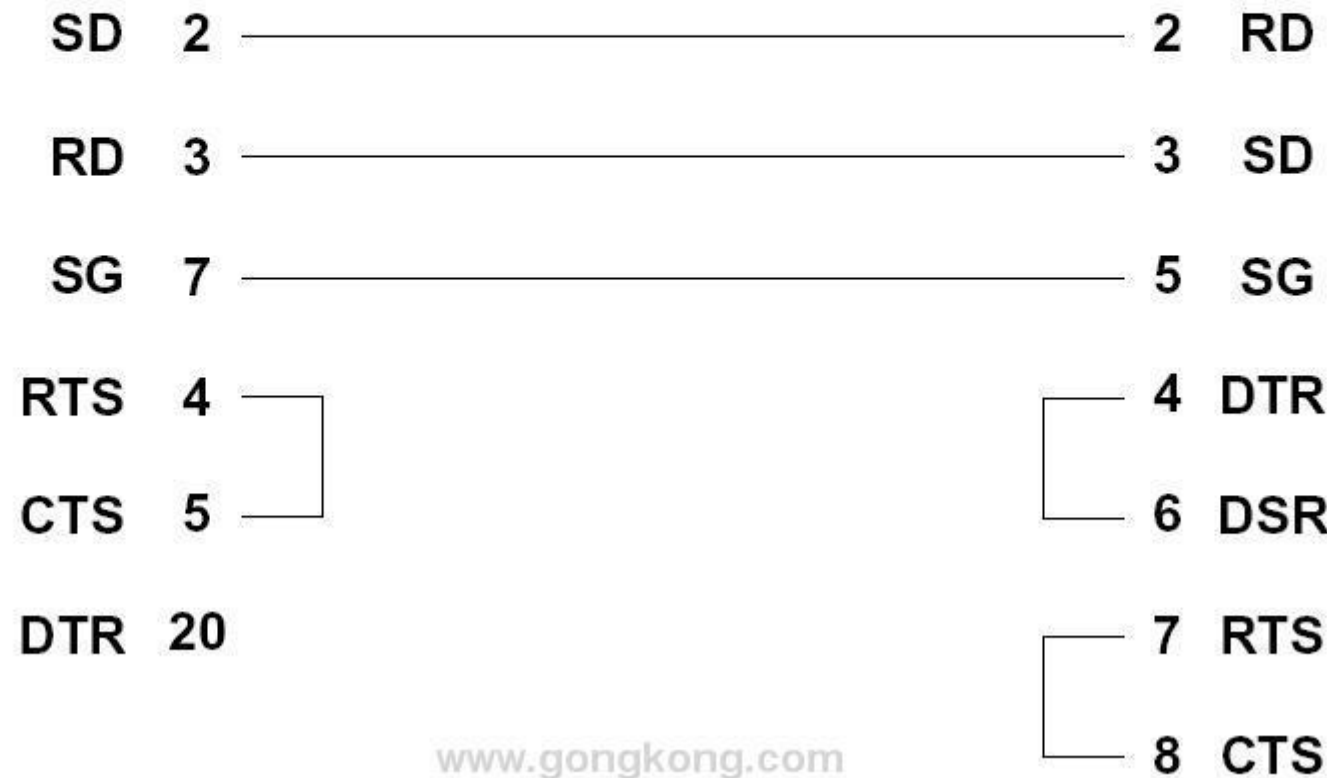 SD 2 2 RD
RD 3 3 SD
SG 7 5 SG
RTS 4 4 DTR
CTS 5 6 DSR
DTR 20 7 RTS
8 CTS
www.gongkong.com